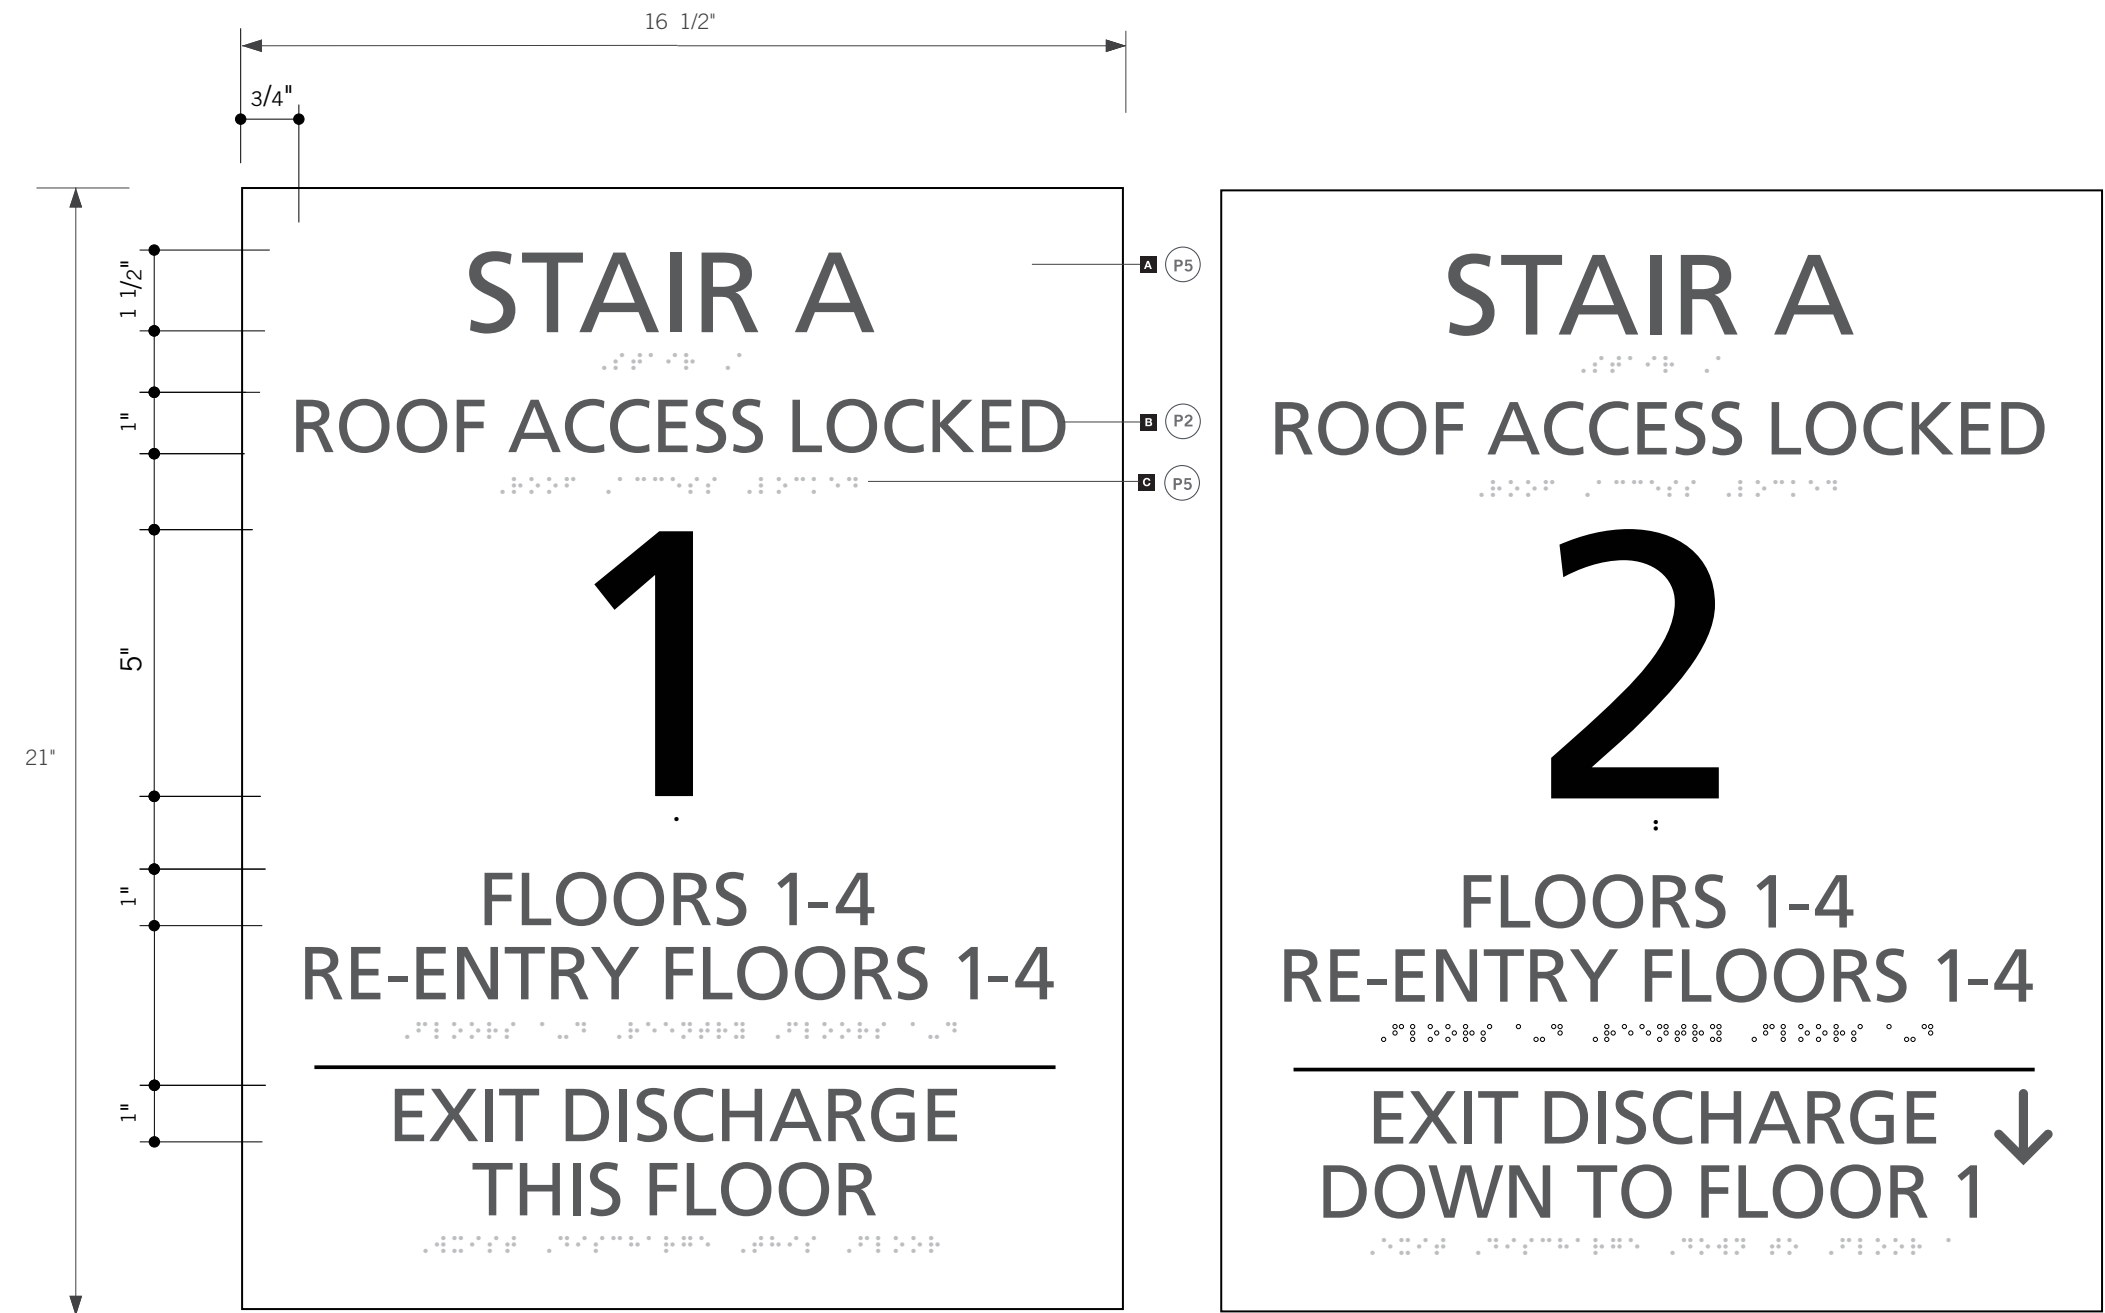 16 1/2"
3/4"
21"
1 1/2"
1"
5"
1"
1"
STAIR A
ROOF ACCESS LOCKED
1
FLOORS 1-4
RE-ENTRY FLOORS 1-4
EXIT DISCHARGE
THIS FLOOR
A P5
B P2
C P5
STAIR A
ROOF ACCESS LOCKED
2
FLOORS 1-4
RE-ENTRY FLOORS 1-4
EXIT DISCHARGE ↓
DOWN TO FLOOR 1